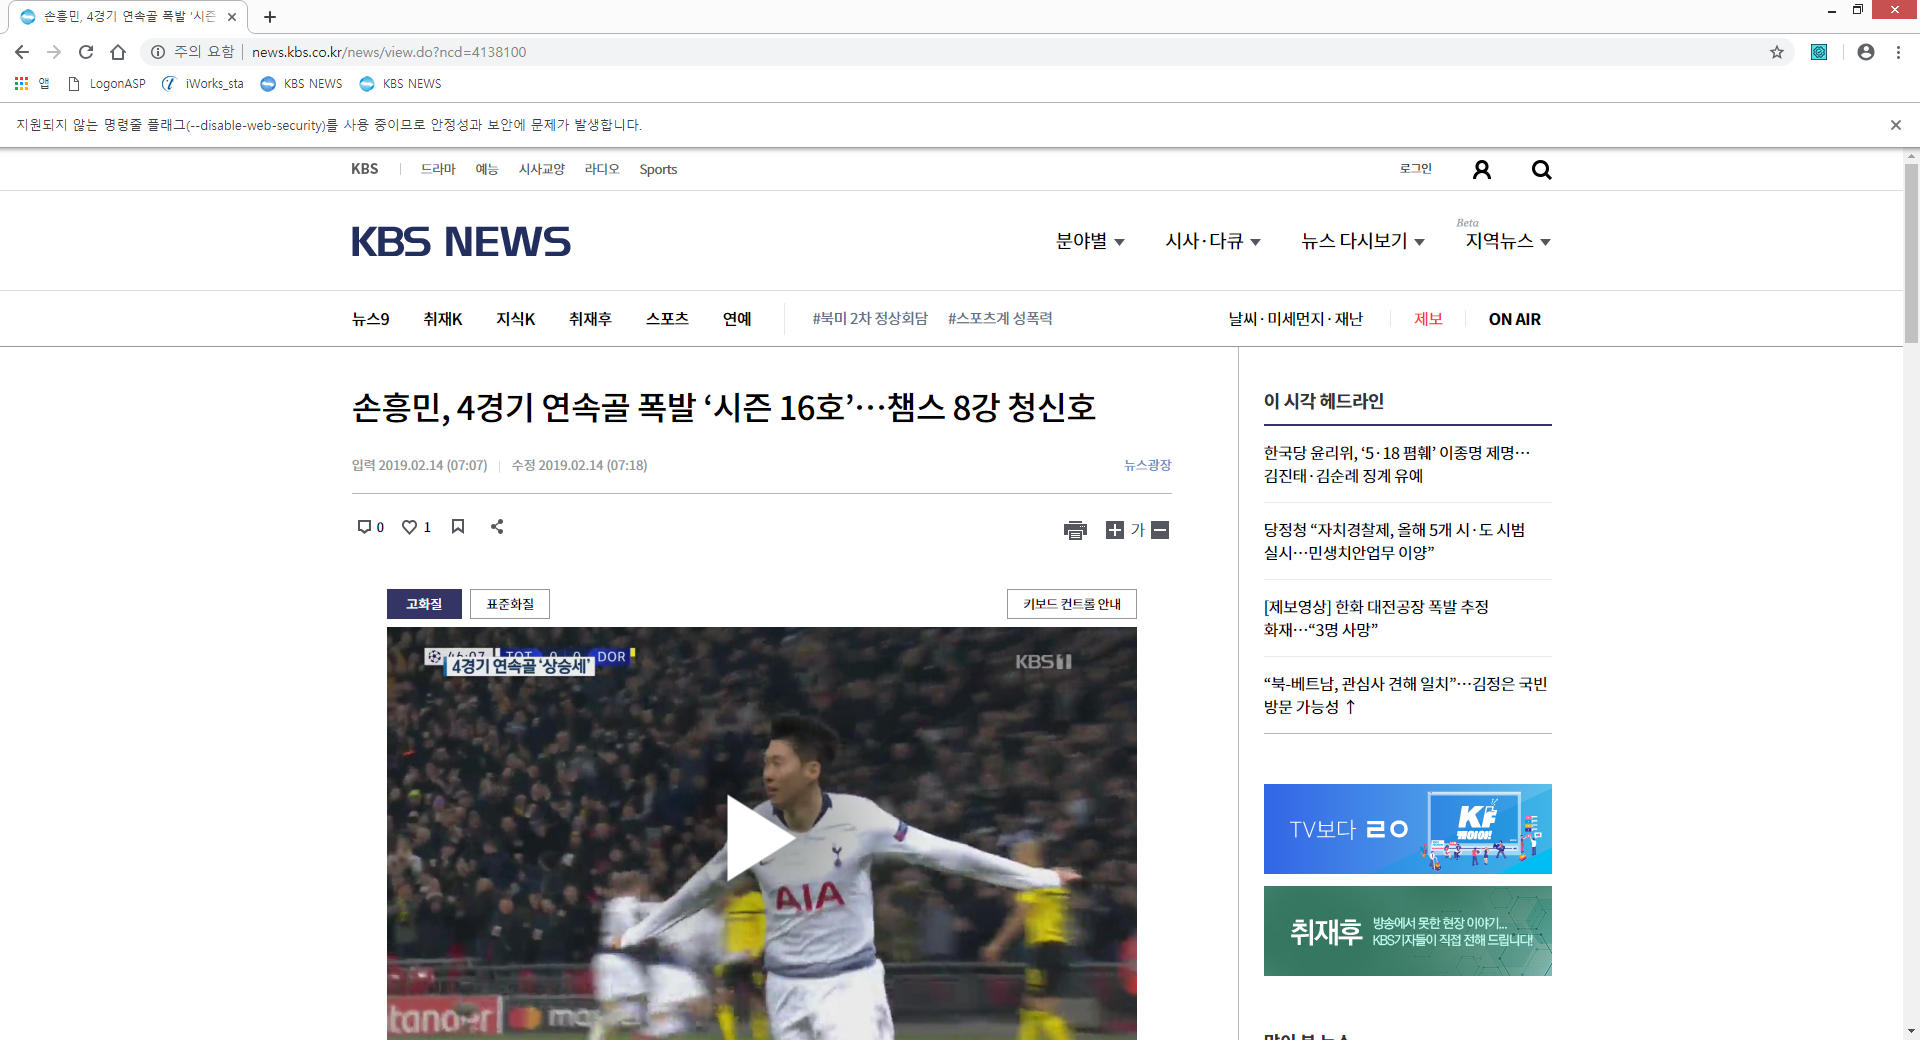 손흥민, 4경기 연속골 폭발 ‘시즌
주의 요함 news.kbs.co.kr/news/view.do?ncd=4138100
앱 LogonASP iWorks_sta KBS NEWS KBS NEWS
지원되지 않는 명령줄 플래그(--disable-web-security)를 사용 중이므로 안정성과 보안에 문제가 발생합니다.
KBS 드라마 예능 시사교양 라디오 Sports 로그인
Beta
KBS NEWS 분야별 시사·다큐 뉴스 다시보기 지역뉴스
뉴스9 취재K 지식K 취재후 스포츠 연예 #북미 2차 정상회담 #스포츠계 성폭력 날씨·미세먼지·재난 제보 ON AIR
손흥민, 4경기 연속골 폭발 ‘시즌 16호’…챔스 8강 청신호
입력 2019.02.14 (07:07) 수정 2019.02.14 (07:18) 뉴스광장
0 1 가
고화질 표준화질 키보드 컨트롤 안내
46:07 TOT 0 0 DOR
4경기 연속골 ‘상승세’
KBS1
AIA
이 시각 헤드라인
한국당 윤리위, ‘5·18 폄훼’ 이종명 제명…
김진태·김순례 징계 유예
당정청 “자치경찰제, 올해 5개 시·도 시범
실시…민생치안업무 이양”
[제보영상] 한화 대전공장 폭발 추정
화재…“3명 사망”
“북-베트남, 관심사 견해 일치”…김정은 국빈
방문 가능성 ↑
TV보다 ㄹㅇ
케이야!
취재후
방송에서 못한 현장 이야기...
KBS기자들이 직접 전해 드립니다!
많이 본 뉴스